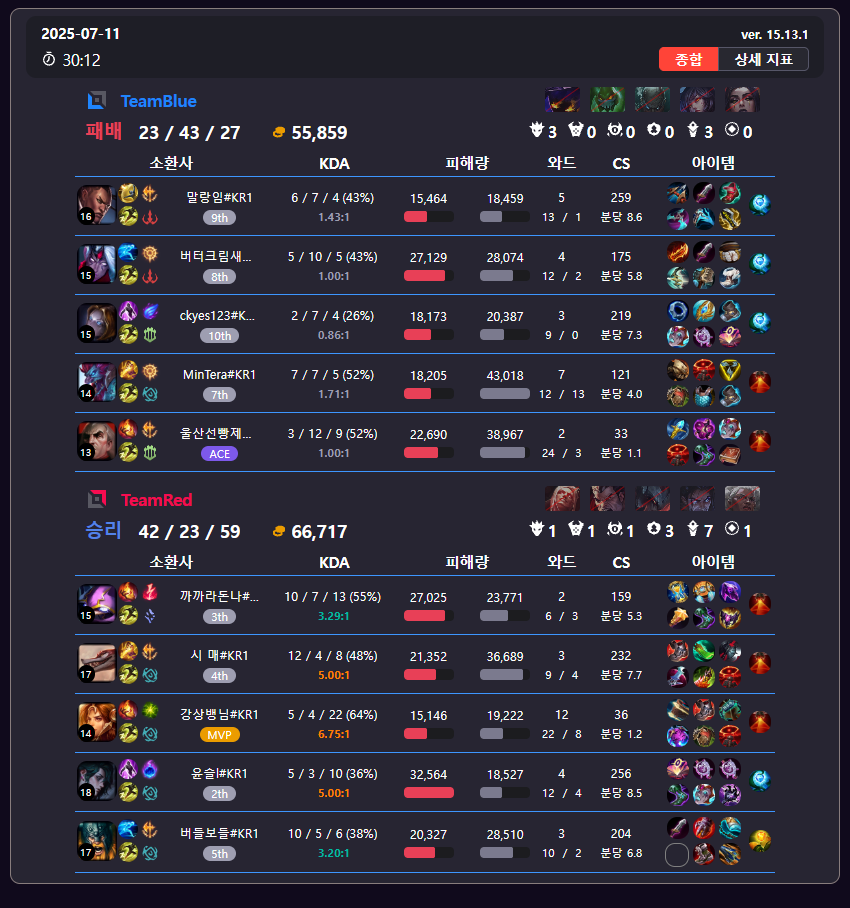 2025-07-11
ver. 15.13.1
30:12
종합 상세 지표
TeamBlue
패배 23 / 43 / 27 55,859 3 0 0 0 3 0
소환사 KDA 피해량 와드 CS 아이템
말랑임#KR1 6 / 7 / 4 (43%) 15,464 18,459 5 259
16 9th 1.43:1 13 / 1 분당 8.6
버터크림새... 5 / 10 / 5 (43%) 27,129 28,074 4 175
15 8th 1.00:1 12 / 2 분당 5.8
ckyes123#K... 2 / 7 / 4 (26%) 18,173 20,387 3 219
15 10th 0.86:1 9 / 0 분당 7.3
MinTera#KR1 7 / 7 / 5 (52%) 18,205 43,018 7 121
14 7th 1.71:1 12 / 13 분당 4.0
울산선빵제... 3 / 12 / 9 (52%) 22,690 38,967 2 33
13 ACE 1.00:1 24 / 3 분당 1.1
TeamRed
승리 42 / 23 / 59 66,717 1 1 1 3 7 1
소환사 KDA 피해량 와드 CS 아이템
까까라돈나#... 10 / 7 / 13 (55%) 27,025 23,771 2 159
15 3th 3.29:1 6 / 3 분당 5.3
시 매#KR1 12 / 4 / 8 (48%) 21,352 36,689 3 232
17 4th 5.00:1 9 / 4 분당 7.7
강상뱅님#KR1 5 / 4 / 22 (64%) 15,146 19,222 12 36
14 MVP 6.75:1 22 / 8 분당 1.2
윤슬l#KR1 5 / 3 / 10 (36%) 32,564 18,527 4 256
18 2th 5.00:1 12 / 4 분당 8.5
버들보들#KR1 10 / 5 / 6 (38%) 20,327 28,510 3 204
17 5th 3.20:1 10 / 2 분당 6.8